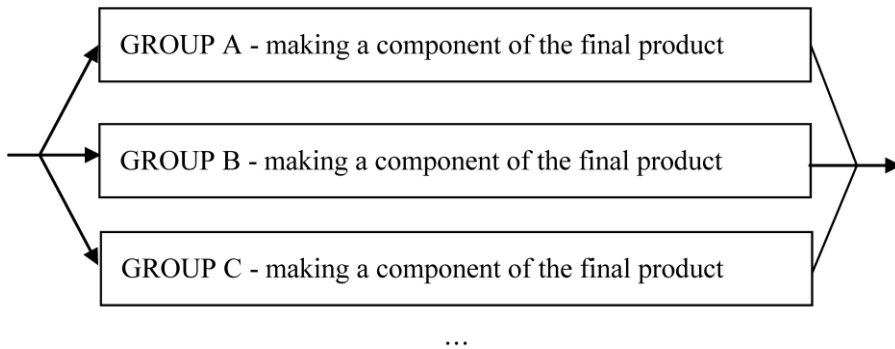 GROUP A - making a component of the final product
GROUP B - making a component of the final product
GROUP C - making a component of the final product
...